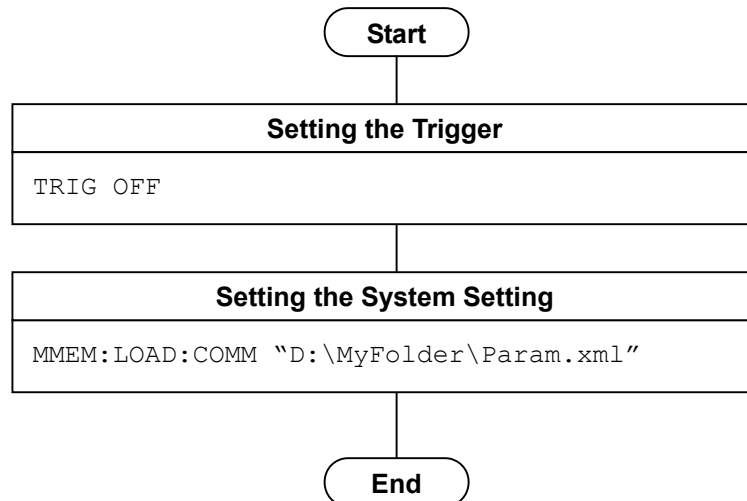 Start
Setting the Trigger
TRIG OFF
Setting the System Setting
MMEM:LOAD:COMM “D:\MyFolder\Param.xml”
End